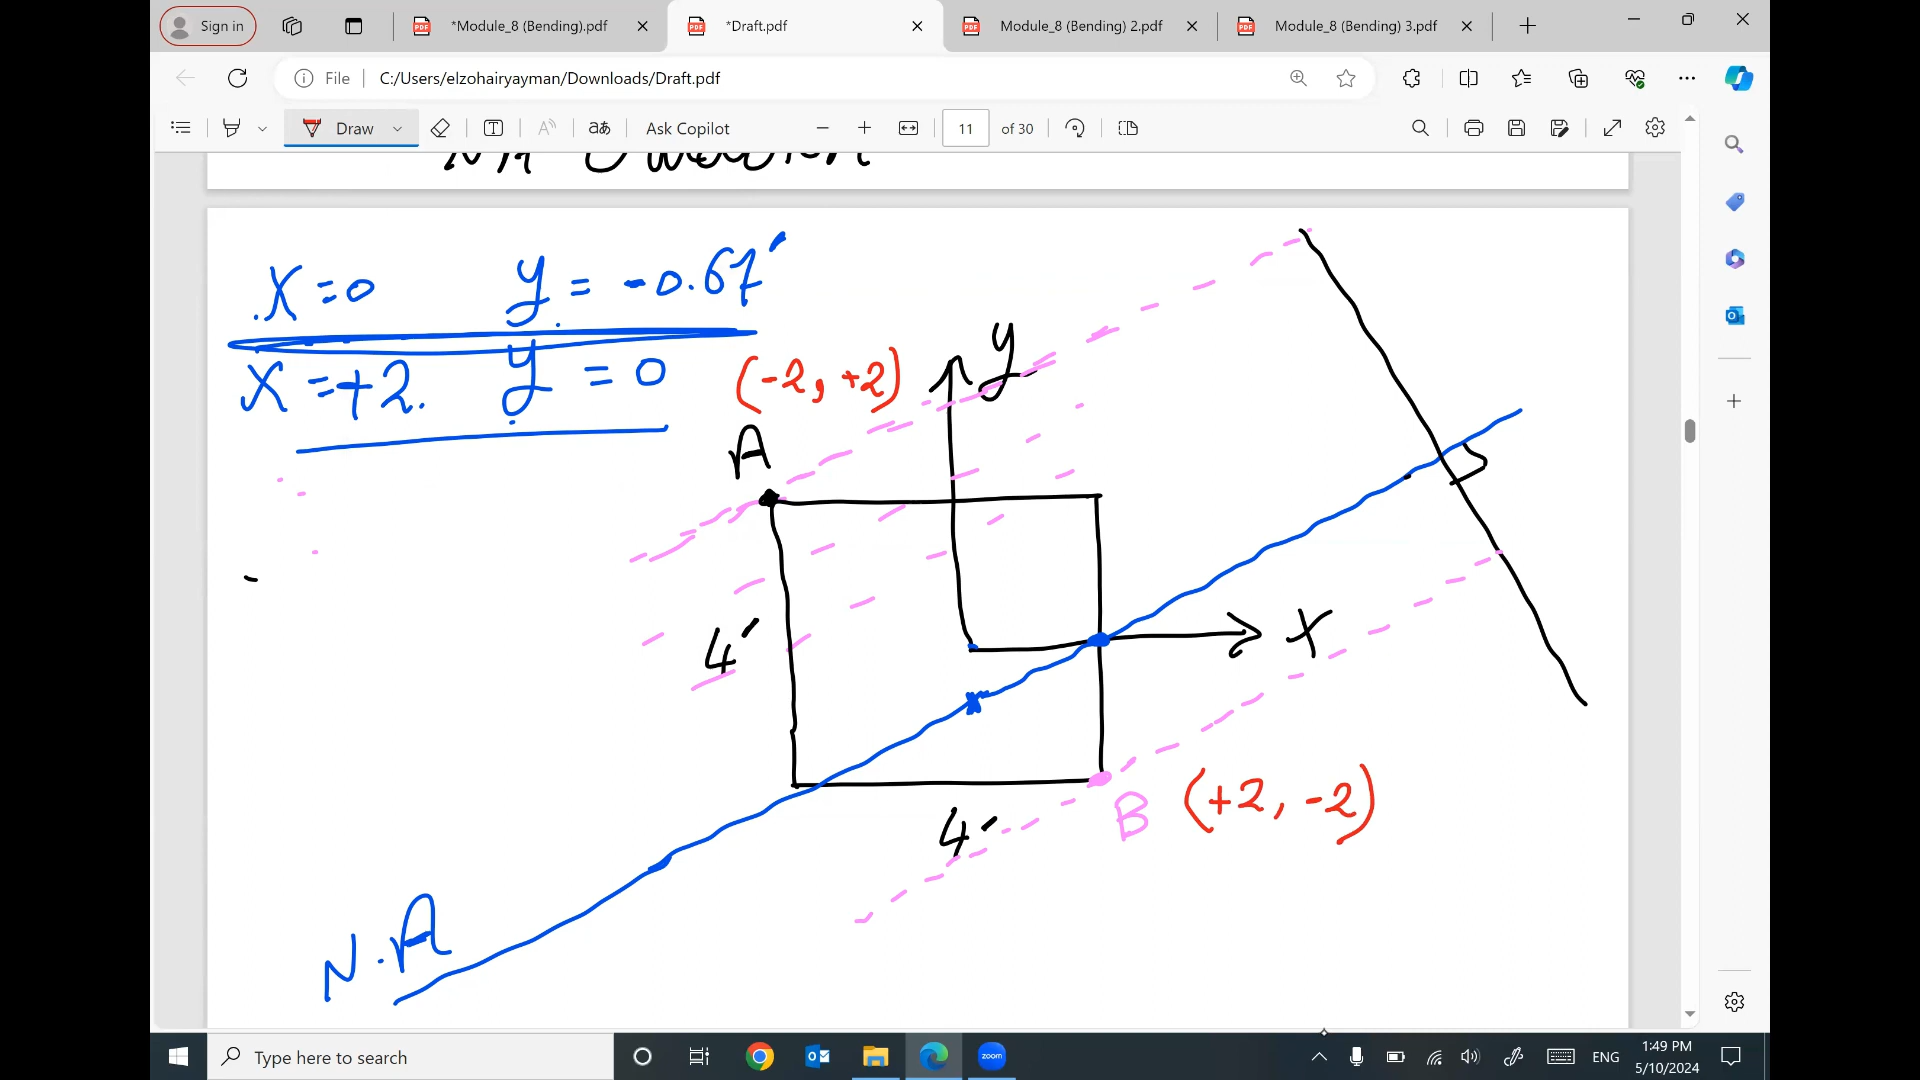 Sign in
*Module_8 (Bending).pdf
*Draft.pdf
Module_8 (Bending) 2.pdf
Module_8 (Bending) 3.pdf
File
C:/Users/elzohairyayman/Downloads/Draft.pdf
Draw
Ask Copilot
11 of 30
x=0 y = -0.67"
x = +2. y = 0
(-2, +2)
y
A
4"
x
B (+2, -2)
4"
N.A
Type here to search
zoom
ENG
1:49 PM
5/10/2024